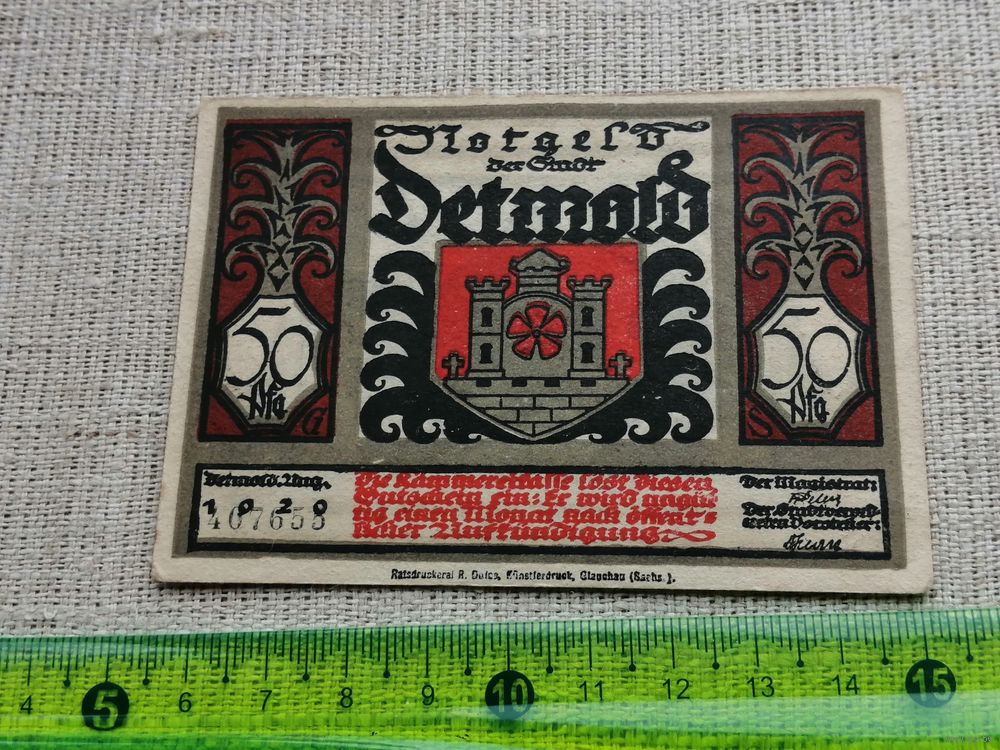 Notgeld
der Stadt
Detmold
50
Pfg
G
50
Pfg
S
Detmold. Aug.
1920
407653
Die Kämmereikasse löst diesen
Gutschein ein: Er wird ungül
tig einen Monat nach öffent=
licher Aufkündigung
Der Magistrat:
Der Stadtverord=
neten Vorsteher:
Ratsdruckerei R. Dulce, Künstlerdruck, Glauchau (Sachs.).
4 5 6 7 8 9 10 11 12 13 14 15